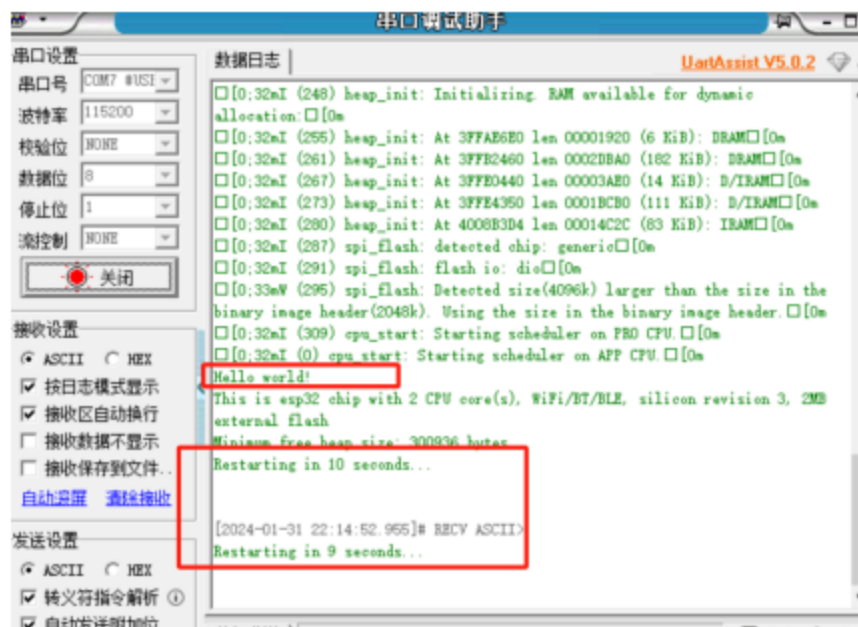 串口调试助手
串口设置
串口号 COM7 #USI
波特率 115200
校验位 NONE
数据位 8
停止位 1
流控制 NONE
关闭
接收设置
ASCII HEX
按日志模式显示
接收区自动换行
接收数据不显示
接收保存到文件..
自动滚屏 清除接收
发送设置
ASCII HEX
转义符指令解析
自动发送附加位
数据日志
UartAssist V5.0.2
□[0;32mI (248) heap_init: Initializing. RAM available for dynamic
allocation:□[0m
□[0;32mI (255) heap_init: At 3FFAE6E0 len 00001920 (6 KiB): DRAM□[0m
□[0;32mI (261) heap_init: At 3FFB2460 len 0002DBA0 (182 KiB): DRAM□[0m
□[0;32mI (267) heap_init: At 3FFE0440 len 00003AE0 (14 KiB): D/IRAM□[0m
□[0;32mI (273) heap_init: At 3FFE4350 len 0001BCB0 (111 KiB): D/IRAM□[0m
□[0;32mI (280) heap_init: At 4008B3D4 len 00014C2C (83 KiB): IRAM□[0m
□[0;32mI (287) spi_flash: detected chip: generic□[0m
□[0;32mI (291) spi_flash: flash io: dio□[0m
□[0;33mW (295) spi_flash: Detected size(4096k) larger than the size in the
binary image header(2048k). Using the size in the binary image header.□[0m
□[0;32mI (309) cpu_start: Starting scheduler on PRO CPU.□[0m
□[0;32mI (0) cpu_start: Starting scheduler on APP CPU.□[0m
Hello world!
This is esp32 chip with 2 CPU core(s), WiFi/BT/BLE, silicon revision 3, 2MB
external flash
Minimum free heap size: 300936 bytes
Restarting in 10 seconds...
[2024-01-31 22:14:52.955]# RECV ASCII>
Restarting in 9 seconds...